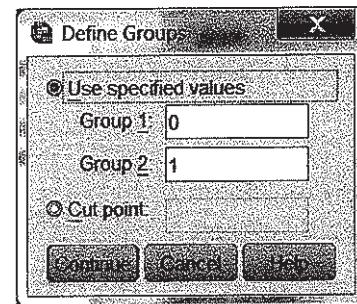 Define Groups
Use specified values
Group 1: 0
Group 2: 1
Cut point:
Continue Cancel Help